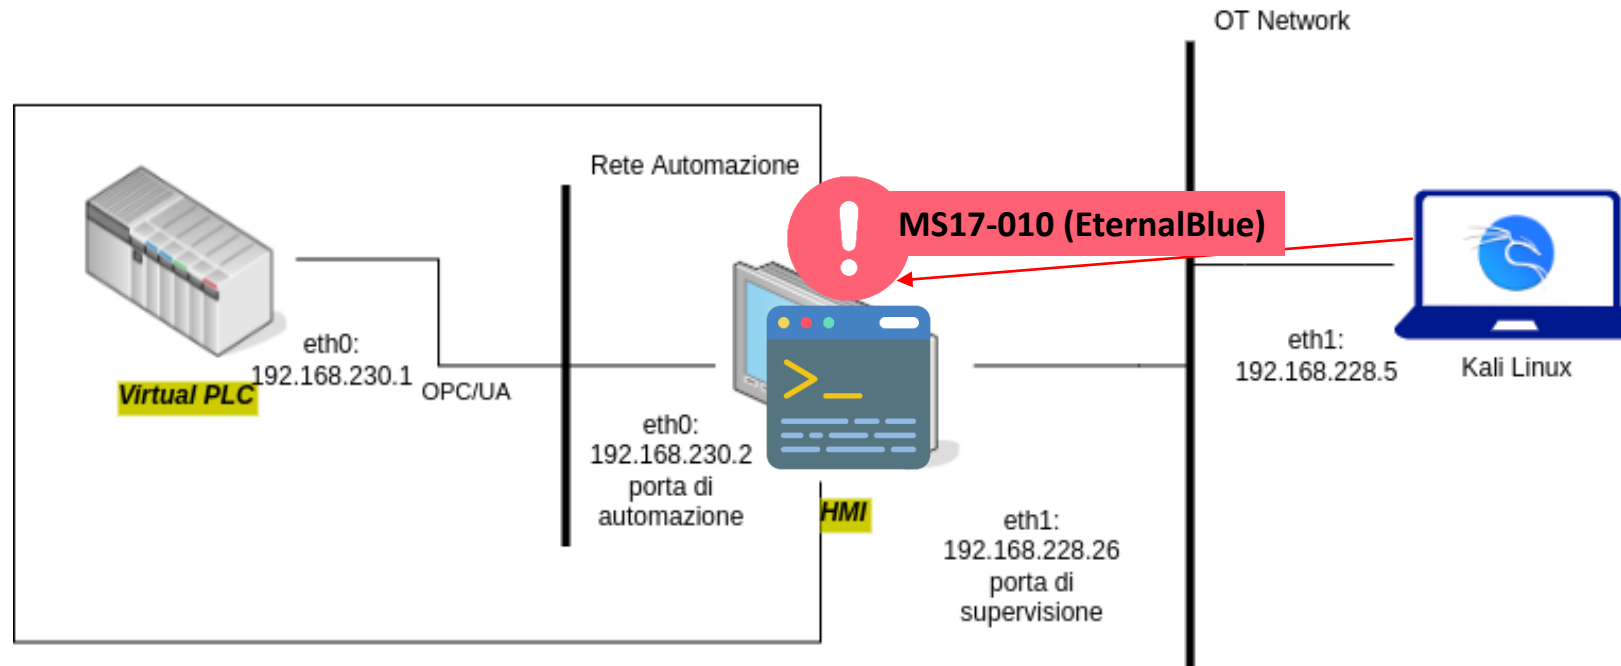 OT Network
Rete Automazione
MS17-010 (EternalBlue)
eth0:
192.168.230.1
Virtual PLC
OPC/UA
eth0:
192.168.230.2
porta di
automazione
HMI
eth1:
192.168.228.26
porta di
supervisione
eth1:
192.168.228.5
Kali Linux